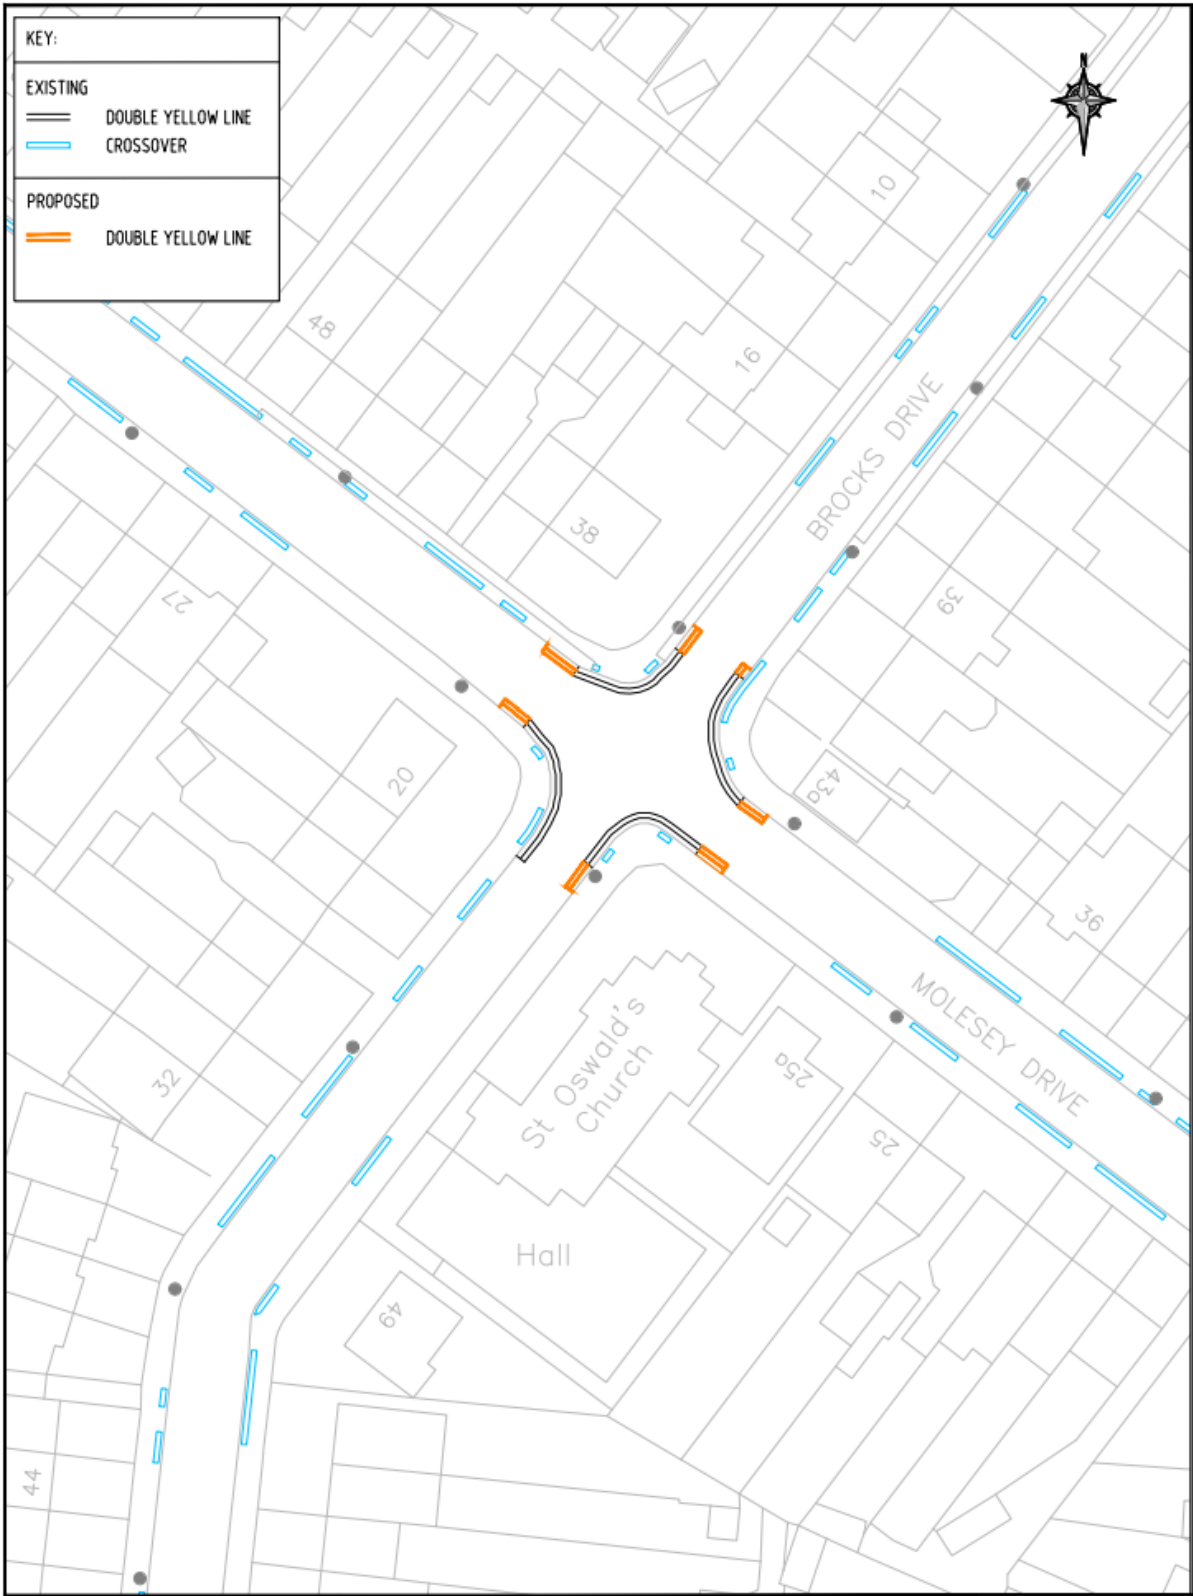 KEY:
N
EXISTING
DOUBLE YELLOW LINE
CROSSOVER
PROPOSED
DOUBLE YELLOW LINE
10
48
16
BROCKS DRIVE
38
27
39
20
43a
36
MOLESEY DRIVE
St Oswald's
Church
25a
32
25
Hall
49
44